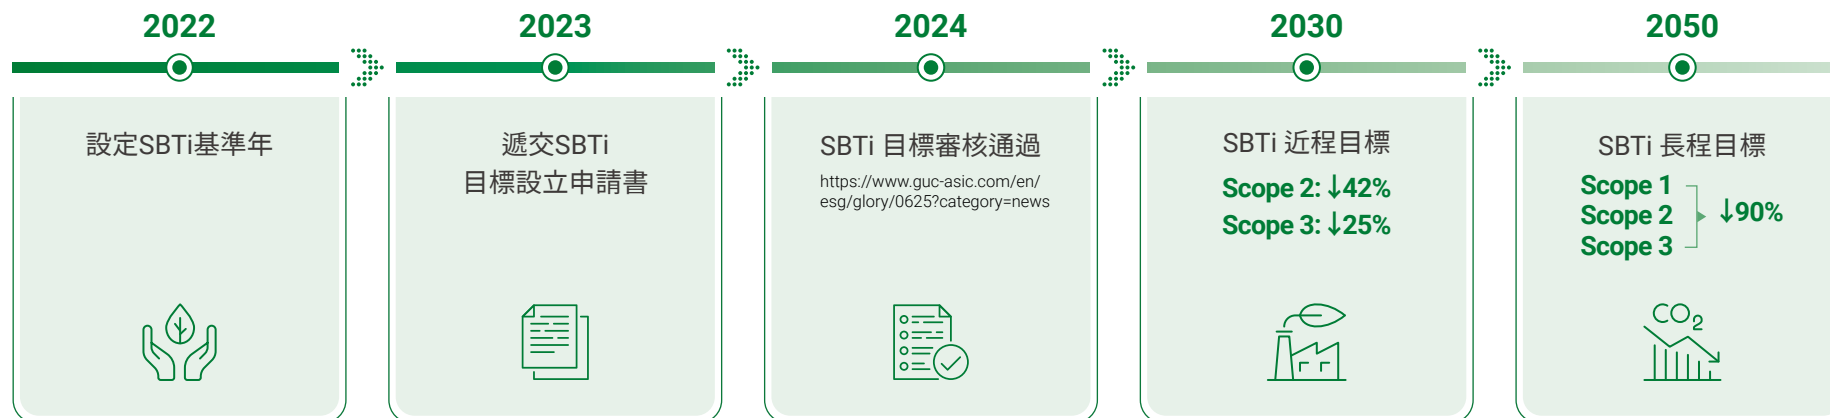 2022
設定SBTi基準年
2023
遞交SBTi
目標設立申請書
2024
SBTi 目標審核通過
https://www.guc-asic.com/en/
esg/glory/0625?category=news
2030
SBTi 近程目標
Scope 2: ↓42%
Scope 3: ↓25%
2050
SBTi 長程目標
Scope 1
Scope 2
Scope 3
↓90%
CO₂